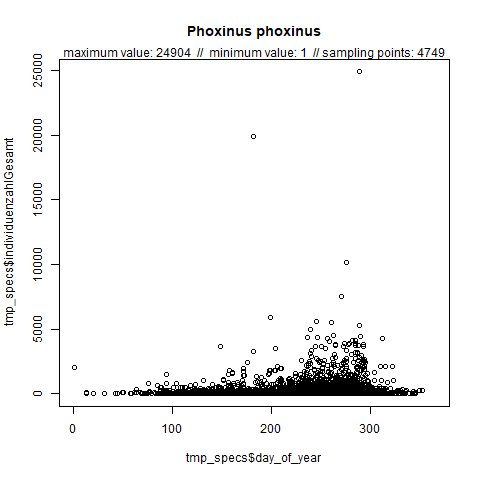 Phoxinus phoxinus
maximum value: 24904 // minimum value: 1 // sampling points: 4749
tmp_specs$individuenzahlGesamt
25000
20000
15000
10000
5000
0
0 100 200 300
tmp_specs$day_of_year